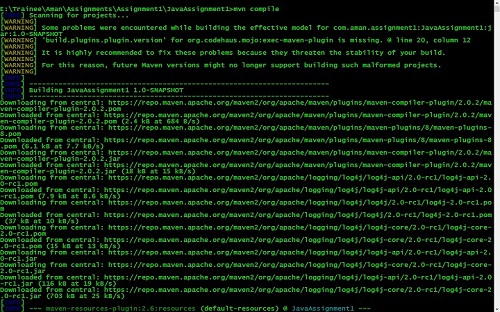 E:\Trainee\Aman\Assignments\Assignment1\JavaAssignment1>mvn compile
[INFO] Scanning for projects...
[WARNING]
[WARNING] Some problems were encountered while building the effective model for com.aman.assignment1:JavaAssignment1:j
ar:1.0-SNAPSHOT
[WARNING] 'build.plugins.plugin.version' for org.codehaus.mojo:exec-maven-plugin is missing. @ line 20, column 12
[WARNING]
[WARNING] It is highly recommended to fix these problems because they threaten the stability of your build.
[WARNING]
[WARNING] For this reason, future Maven versions might no longer support building such malformed projects.
[WARNING]
[INFO]
[INFO] ------------------------------------------------------------------------
[INFO] Building JavaAssignment1 1.0-SNAPSHOT
[INFO] ------------------------------------------------------------------------
Downloading from central: https://repo.maven.apache.org/maven2/org/apache/maven/plugins/maven-compiler-plugin/2.0.2/ma
ven-compiler-plugin-2.0.2.pom
Downloaded from central: https://repo.maven.apache.org/maven2/org/apache/maven/plugins/maven-compiler-plugin/2.0.2/mav
en-compiler-plugin-2.0.2.pom (2.4 kB at 684 B/s)
Downloading from central: https://repo.maven.apache.org/maven2/org/apache/maven/plugins/maven-plugins/8/maven-plugins-
8.pom
Downloaded from central: https://repo.maven.apache.org/maven2/org/apache/maven/plugins/maven-plugins/8/maven-plugins-8
.pom (6.1 kB at 7.7 kB/s)
Downloading from central: https://repo.maven.apache.org/maven2/org/apache/maven/plugins/maven-compiler-plugin/2.0.2/ma
ven-compiler-plugin-2.0.2.jar
Downloaded from central: https://repo.maven.apache.org/maven2/org/apache/maven/plugins/maven-compiler-plugin/2.0.2/mav
en-compiler-plugin-2.0.2.jar (18 kB at 15 kB/s)
Downloading from central: https://repo.maven.apache.org/maven2/org/apache/logging/log4j/log4j-api/2.0-rc1/log4j-api-2.
0-rc1.pom
Downloaded from central: https://repo.maven.apache.org/maven2/org/apache/logging/log4j/log4j-api/2.0-rc1/log4j-api-2.0
-rc1.pom (7.9 kB at 8.6 kB/s)
Downloading from central: https://repo.maven.apache.org/maven2/org/apache/logging/log4j/log4j/2.0-rc1/log4j-2.0-rc1.po
m
Downloaded from central: https://repo.maven.apache.org/maven2/org/apache/logging/log4j/log4j/2.0-rc1/log4j-2.0-rc1.pom
(37 kB at 30 kB/s)
Downloading from central: https://repo.maven.apache.org/maven2/org/apache/logging/log4j/log4j-core/2.0-rc1/log4j-core-
2.0-rc1.pom
Downloaded from central: https://repo.maven.apache.org/maven2/org/apache/logging/log4j/log4j-core/2.0-rc1/log4j-core-2
.0-rc1.pom (15 kB at 13 kB/s)
Downloading from central: https://repo.maven.apache.org/maven2/org/apache/logging/log4j/log4j-api/2.0-rc1/log4j-api-2.
0-rc1.jar
Downloading from central: https://repo.maven.apache.org/maven2/org/apache/logging/log4j/log4j-core/2.0-rc1/log4j-core-
2.0-rc1.jar
Downloaded from central: https://repo.maven.apache.org/maven2/org/apache/logging/log4j/log4j-api/2.0-rc1/log4j-api-2.0
-rc1.jar (116 kB at 19 kB/s)
Downloaded from central: https://repo.maven.apache.org/maven2/org/apache/logging/log4j/log4j-core/2.0-rc1/log4j-core-2
.0-rc1.jar (703 kB at 25 kB/s)
[INFO]
[INFO] --- maven-resources-plugin:2.6:resources (default-resources) @ JavaAssignment1 ---